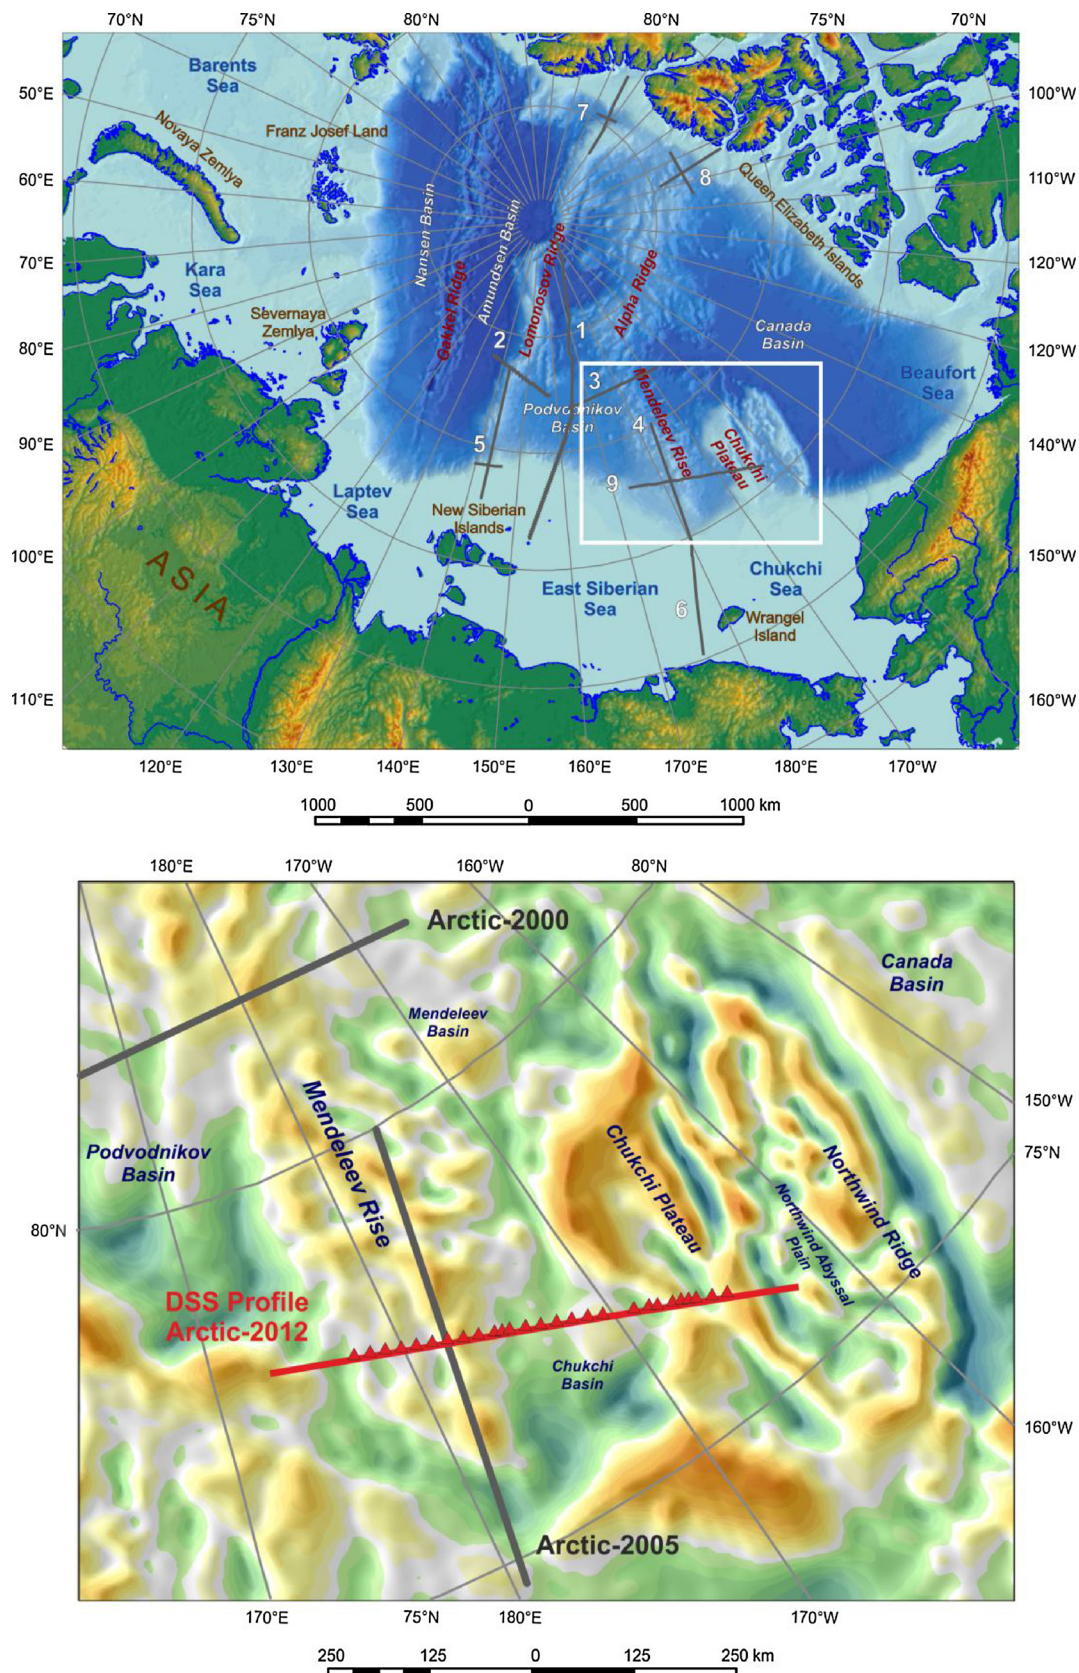 70°N 75°N 80°N 80°N 75°N 70°N
Barents
Sea
50°E
100°W
7
Franz Josef Land
Novaya Zemlya
60°E
110°W
8
Queen Elizabeth Islands
Nansen Basin
Amundsen Basin
Lomonosov Ridge
Gakkel Ridge
Alpha Ridge
70°E
120°W
Kara
Sea
Severnaya
Zemlya
1
2
Canada
Basin
80°E
120°W
Beaufort
Sea
3
Podvodnikov
Basin
4
Mendeleev Rise
Chukchi
Plateau
90°E
140°W
5
9
Laptev
Sea
New Siberian
Islands
100°E
150°W
ASIA
East Siberian
Sea
Chukchi
Sea
6
Wrangel
Island
110°E
160°W
120°E 130°E 140°E 150°E 160°E 170°E 180°E 170°W
1000 500 0 500 1000 km
180°E 170°W 160°W 80°N
Arctic-2000
Canada
Basin
Mendeleev
Basin
Mendeleev Rise
150°W
Podvodnikov
Basin
Chukchi Plateau
Northwind Ridge
75°N
Northwind Abyssal
Plain
80°N
DSS Profile
Arctic-2012
Chukchi
Basin
160°W
Arctic-2005
170°E 75°N 180°E 170°W
250 125 0 125 250 km